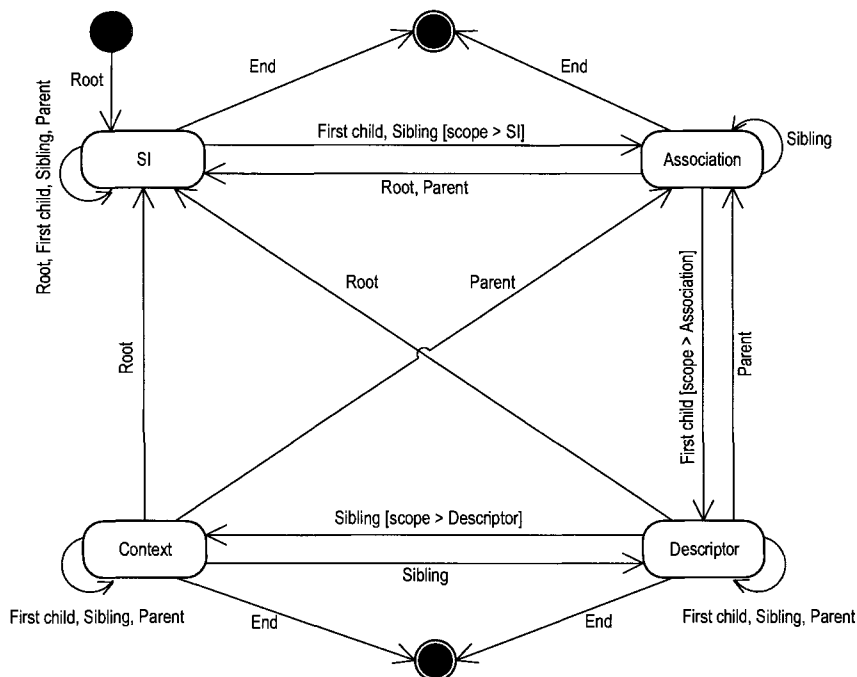 Root
End
End
First child, Sibling [scope > SI]
SI
Association
Sibling
Root, Parent
Root, First child, Sibling, Parent
Root
Parent
Root
First child [scope > Association]
Parent
Sibling [scope > Descriptor]
Context
Descriptor
Sibling
First child, Sibling, Parent
End
End
First child, Sibling, Parent